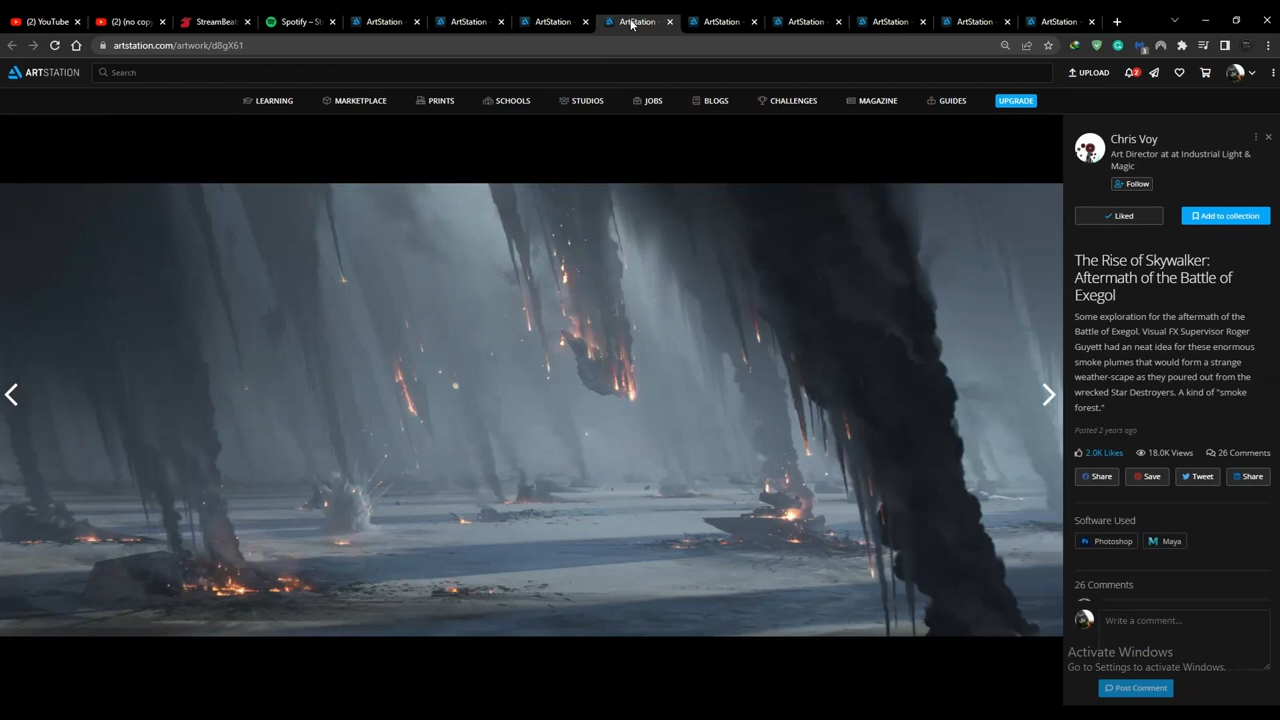 (2) YouTube
(2) (no copy
StreamBeat
Spotify – St
ArtStation -
ArtStation -
ArtStation -
ArtStation -
ArtStation -
ArtStation -
ArtStation -
ArtStation -
ArtStation -
artstation.com/artwork/d8gX61
1
ARTSTATION
Search
UPLOAD
2
LEARNING
MARKETPLACE
PRINTS
SCHOOLS
STUDIOS
JOBS
BLOGS
CHALLENGES
MAGAZINE
GUIDES
UPGRADE
Chris Voy
Art Director at at Industrial Light &
Magic
Follow
Liked
Add to collection
The Rise of Skywalker:
Aftermath of the Battle of
Exegol
Some exploration for the aftermath of the
Battle of Exegol. Visual FX Supervisor Roger
Guyett had an neat idea for these enormous
smoke plumes that would form a strange
weather-scape as they poured out from the
wrecked Star Destroyers. A kind of "smoke
forest."
Posted 2 years ago
2.0K Likes
18.0K Views
26 Comments
Share
Save
Tweet
Share
Software Used
Ps Photoshop
M Maya
26 Comments
Write a comment...
Activate Windows
Go to Settings to activate Windows.
Post Comment